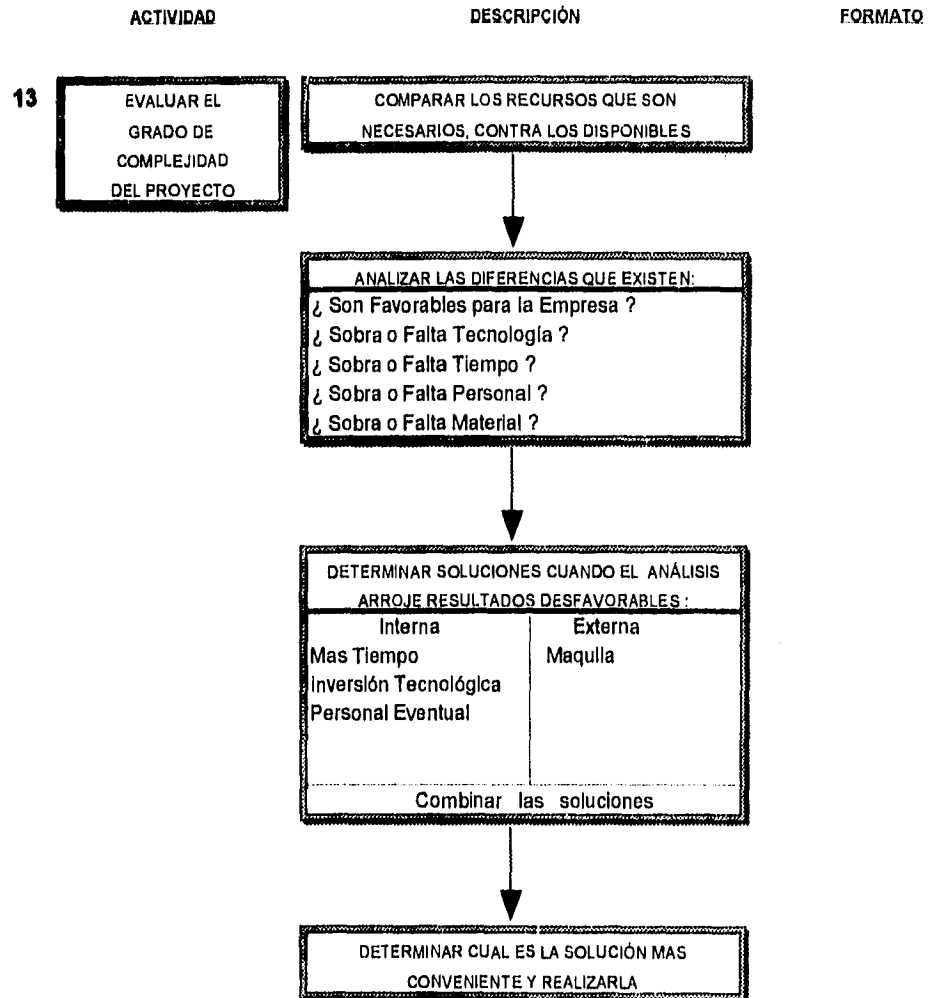 ACTIVIDAD DESCRIPCIÓN FORMATO
13
EVALUAR EL
GRADO DE
COMPLEJIDAD
DEL PROYECTO
COMPARAR LOS RECURSOS QUE SON
NECESARIOS, CONTRA LOS DISPONIBLES
ANALIZAR LAS DIFERENCIAS QUE EXISTEN:
¿ Son Favorables para la Empresa ?
¿ Sobra o Falta Tecnología ?
¿ Sobra o Falta Tiempo ?
¿ Sobra o Falta Personal ?
¿ Sobra o Falta Material ?
DETERMINAR SOLUCIONES CUANDO EL ANÁLISIS
ARROJE RESULTADOS DESFAVORABLES :
Interna Externa
Mas Tiempo Maquila
Inversión Tecnológica
Personal Eventual
Combinar las soluciones
DETERMINAR CUAL ES LA SOLUCIÓN MAS
CONVENIENTE Y REALIZARLA